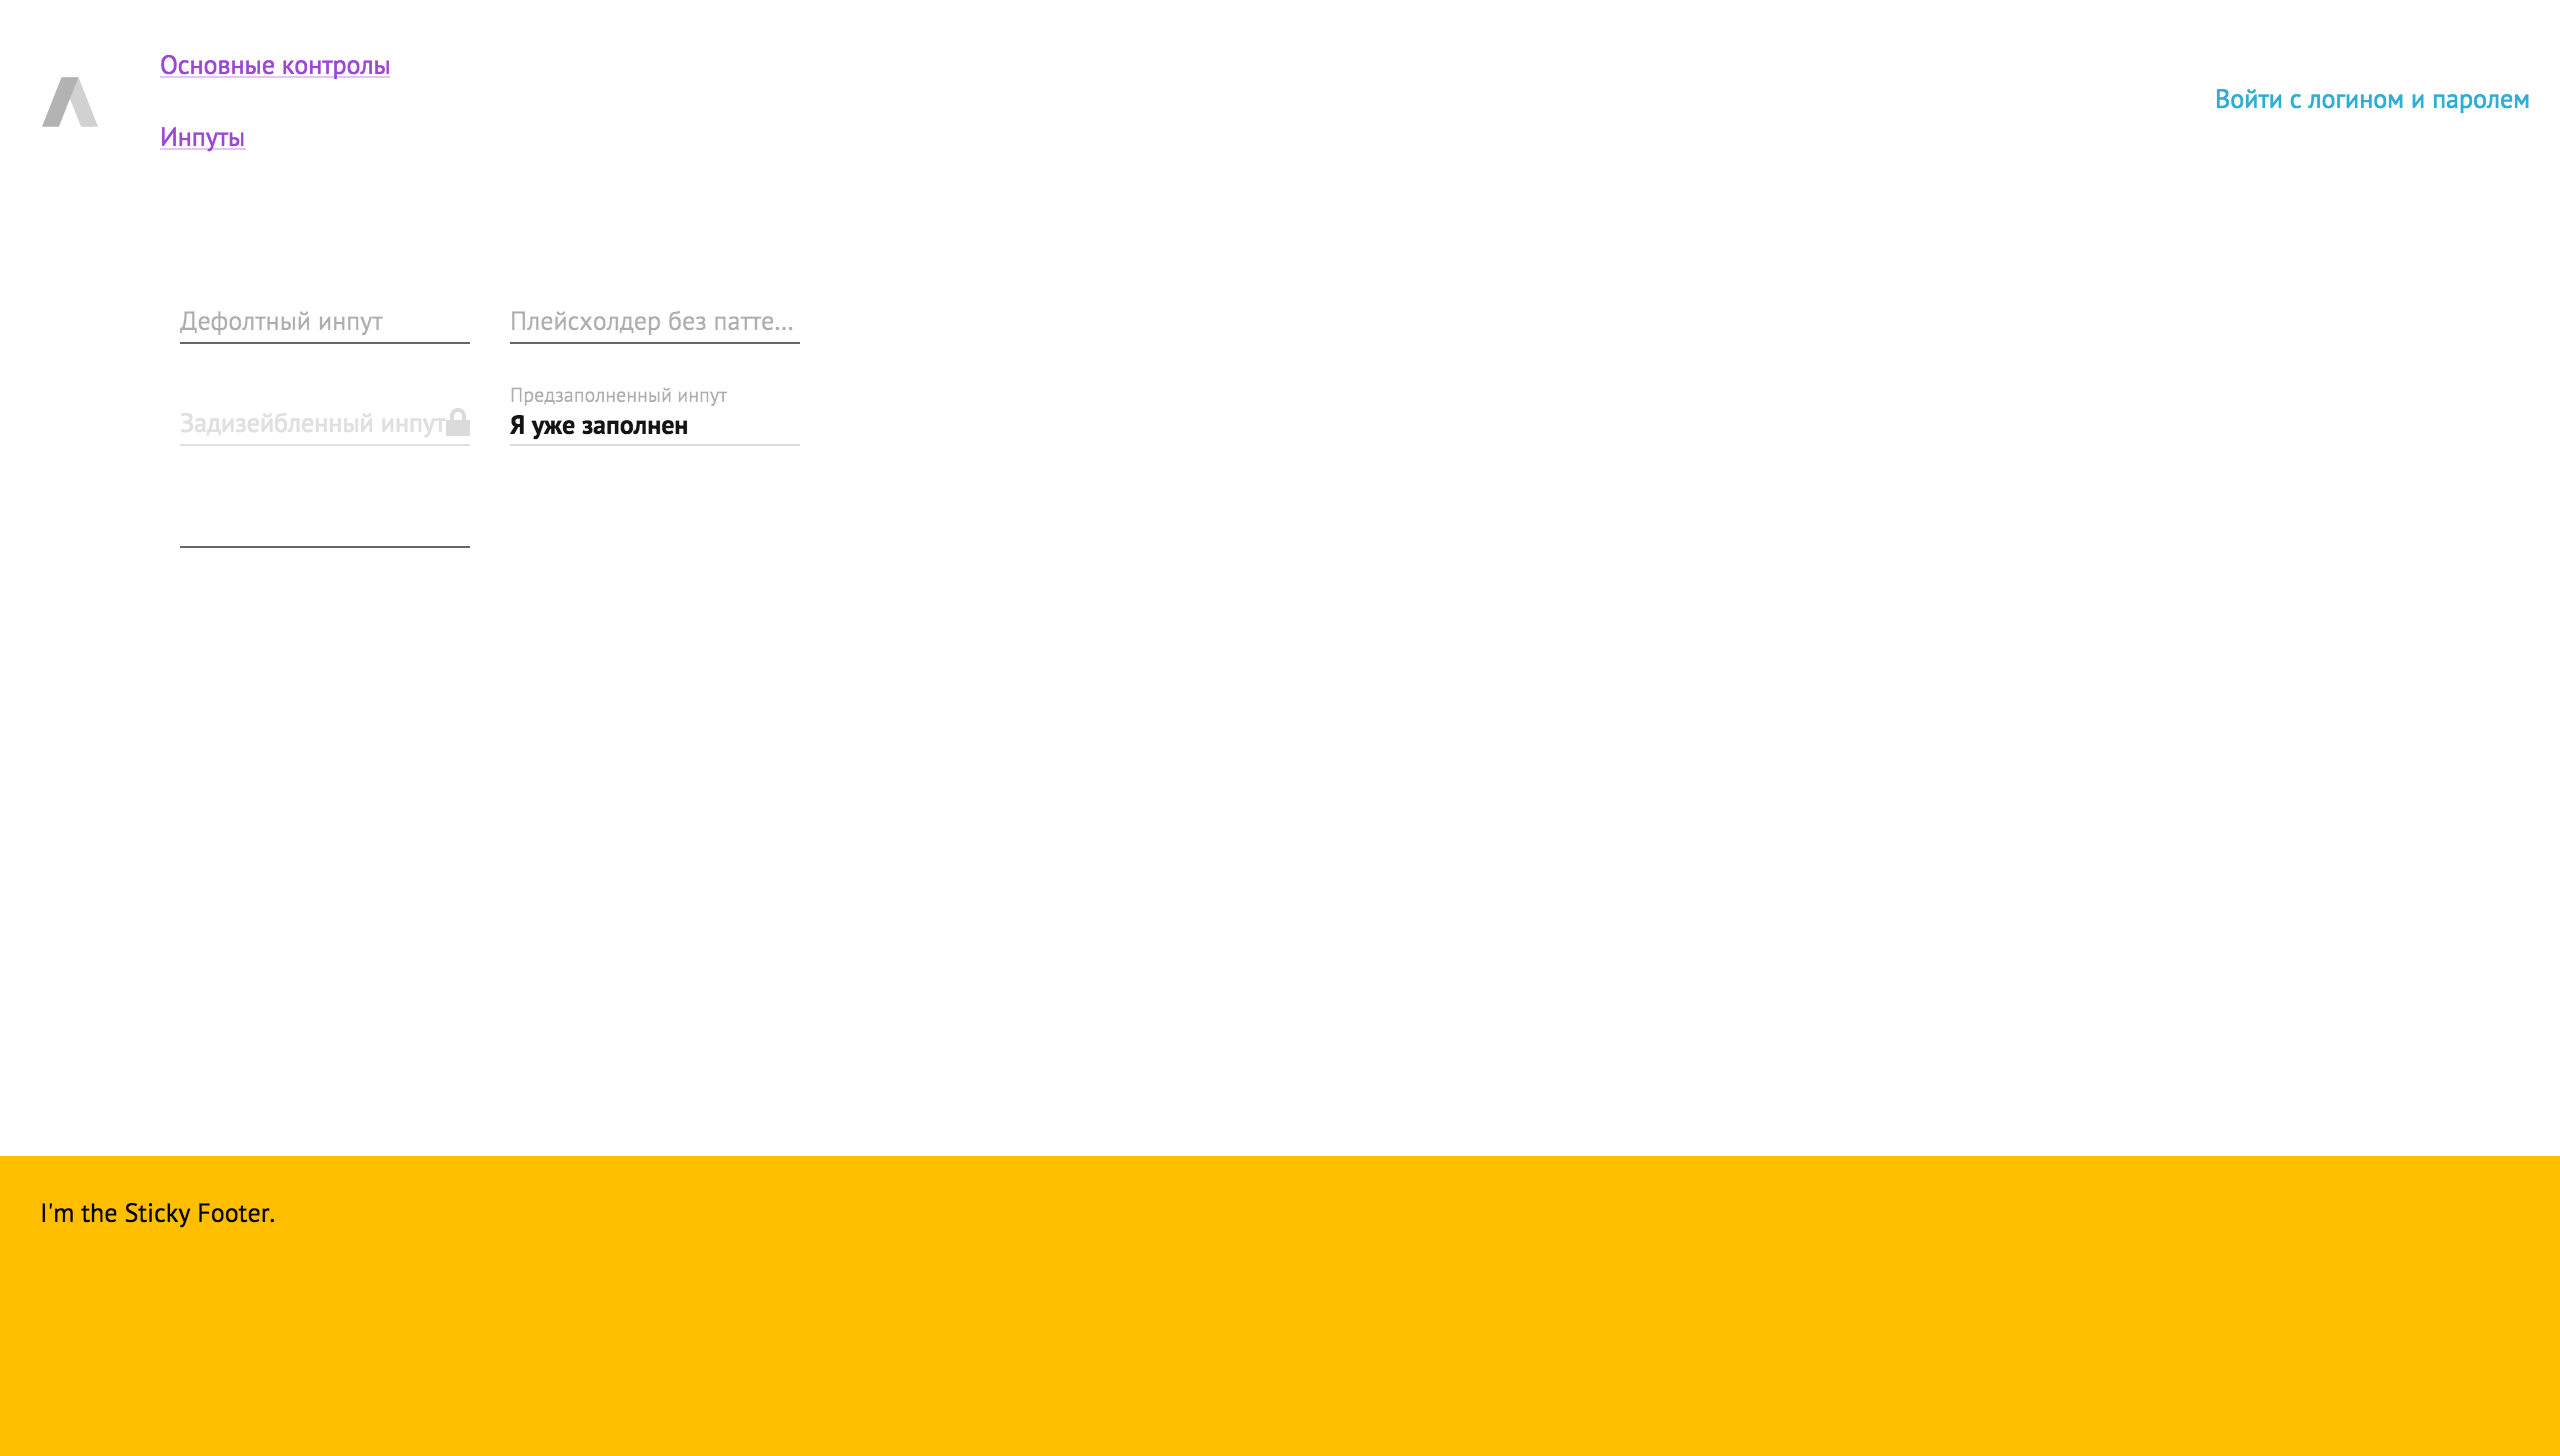 Основные контролы
Войти с логином и паролем
Инпуты
Дефолтный инпут
Плейсхолдер без патте...
Задизейбленный инпут
Предзаполненный инпут
Я уже заполнен
I'm the Sticky Footer.